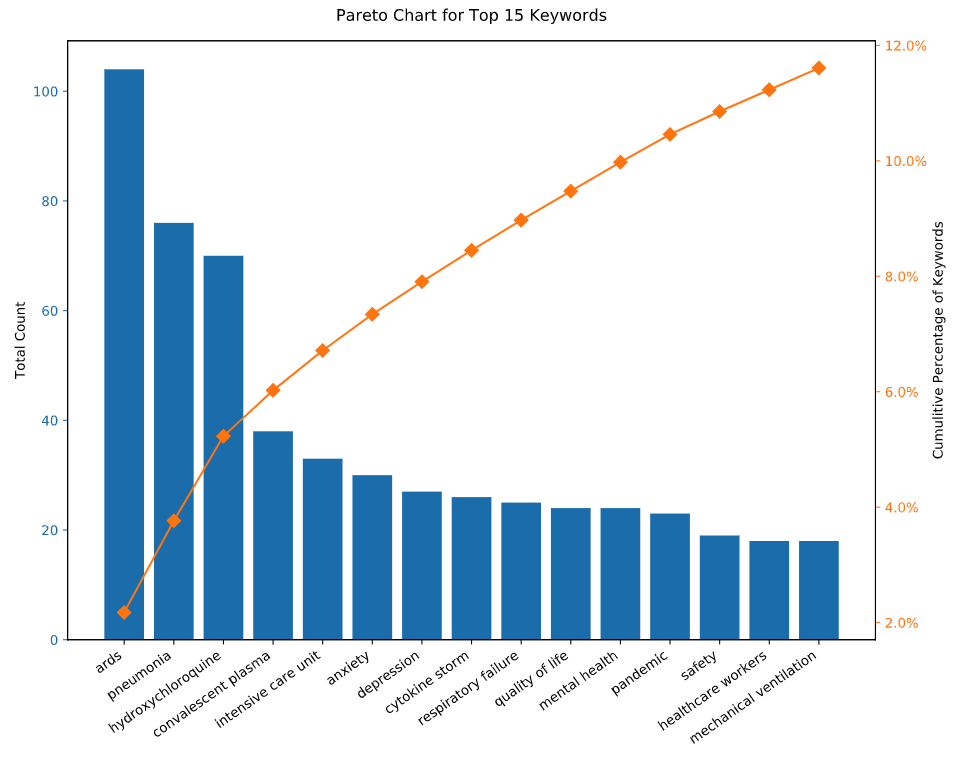 Pareto Chart for Top 15 Keywords
Total Count
100
80
60
40
20
0
12.0%
10.0%
8.0%
6.0%
4.0%
2.0%
Cumulitive Percentage of Keywords
ards
pneumonia
hydroxychloroquine
convalescent plasma
intensive care unit
anxiety
depression
cytokine storm
respiratory failure
quality of life
mental health
pandemic
safety
healthcare workers
mechanical ventilation